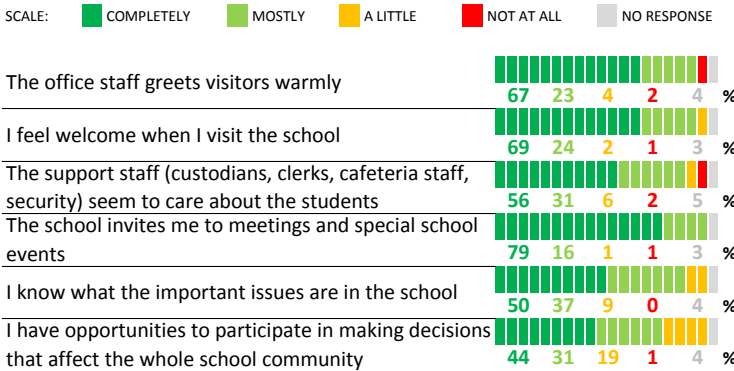 SCALE: COMPLETELY MOSTLY A LITTLE NOT AT ALL NO RESPONSE
The office staff greets visitors warmly
67 23 4 2 4 %
I feel welcome when I visit the school
69 24 2 1 3 %
The support staff (custodians, clerks, cafeteria staff,
security) seem to care about the students
56 31 6 2 5 %
The school invites me to meetings and special school
events
79 16 1 1 3 %
I know what the important issues are in the school
50 37 9 0 4 %
I have opportunities to participate in making decisions
that affect the whole school community
44 31 19 1 4 %